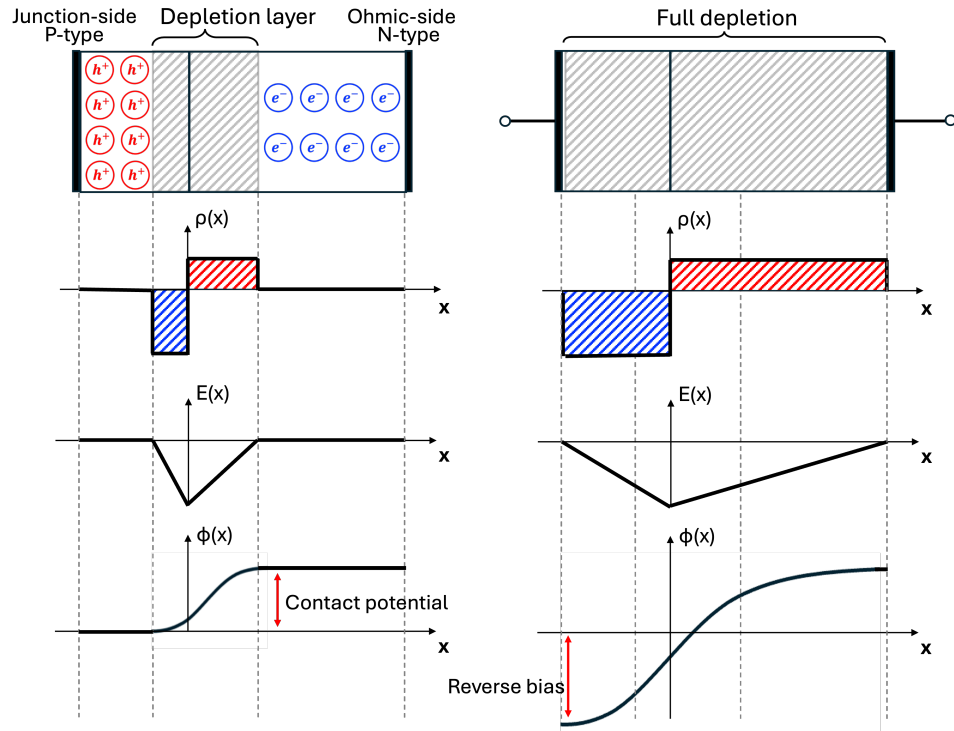 Junction-side
P-type
Depletion layer
Ohmic-side
N-type
Full depletion
h⁺ h⁺
h⁺ h⁺
h⁺ h⁺
h⁺ h⁺
e⁻ e⁻ e⁻ e⁻
e⁻ e⁻ e⁻ e⁻
ρ(x)
x
ρ(x)
x
E(x)
x
E(x)
x
ϕ(x)
Contact potential
x
ϕ(x)
x
Reverse bias